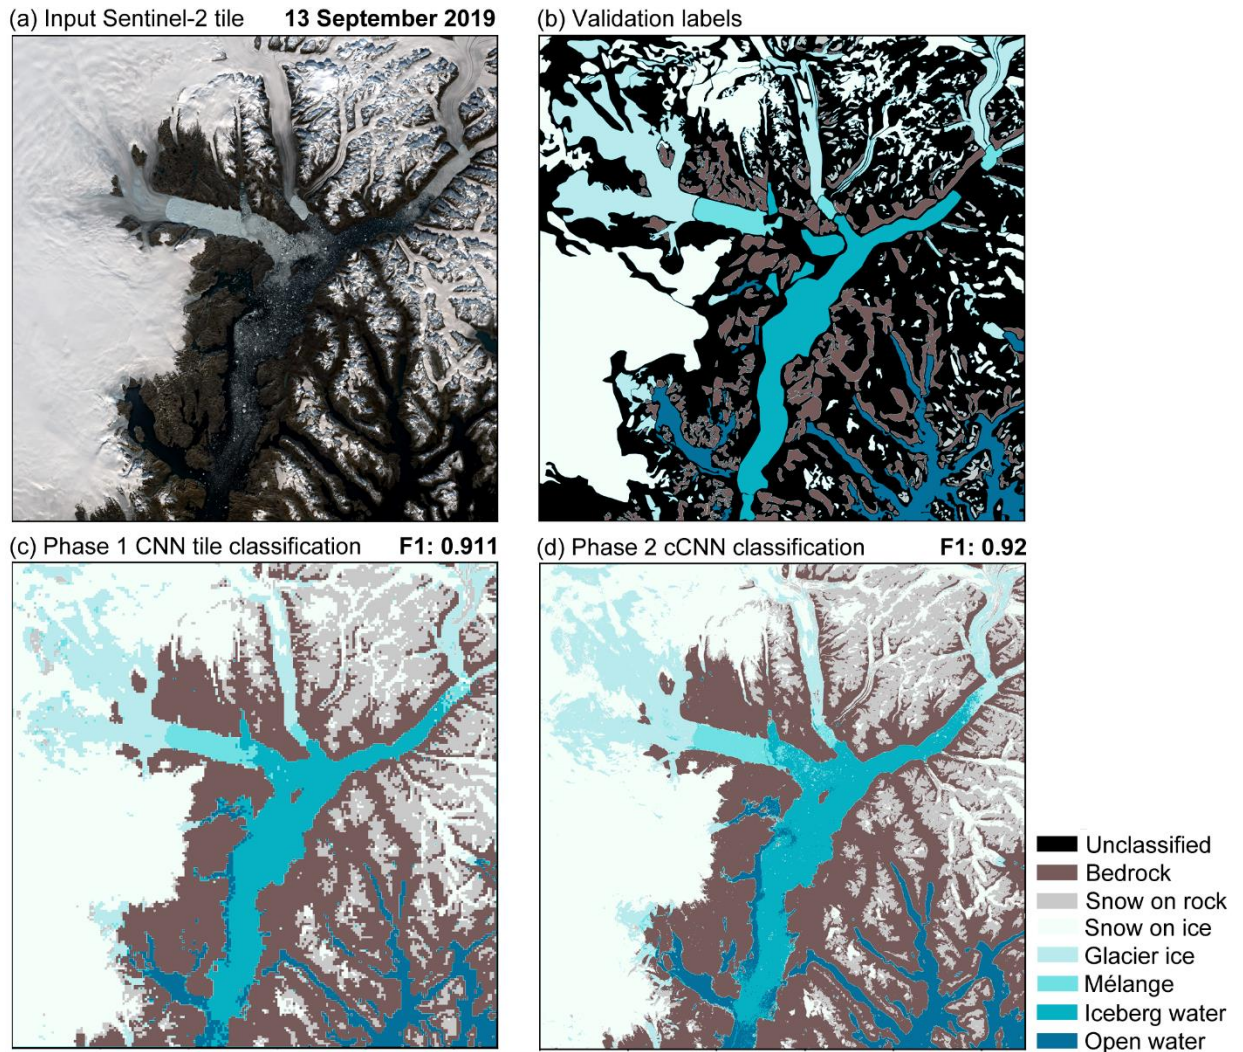 (a) Input Sentinel-2 tile 13 September 2019
(b) Validation labels
(c) Phase 1 CNN tile classification F1: 0.911
(d) Phase 2 cCNN classification F1: 0.92
Unclassified
Bedrock
Snow on rock
Snow on ice
Glacier ice
Mélange
Iceberg water
Open water